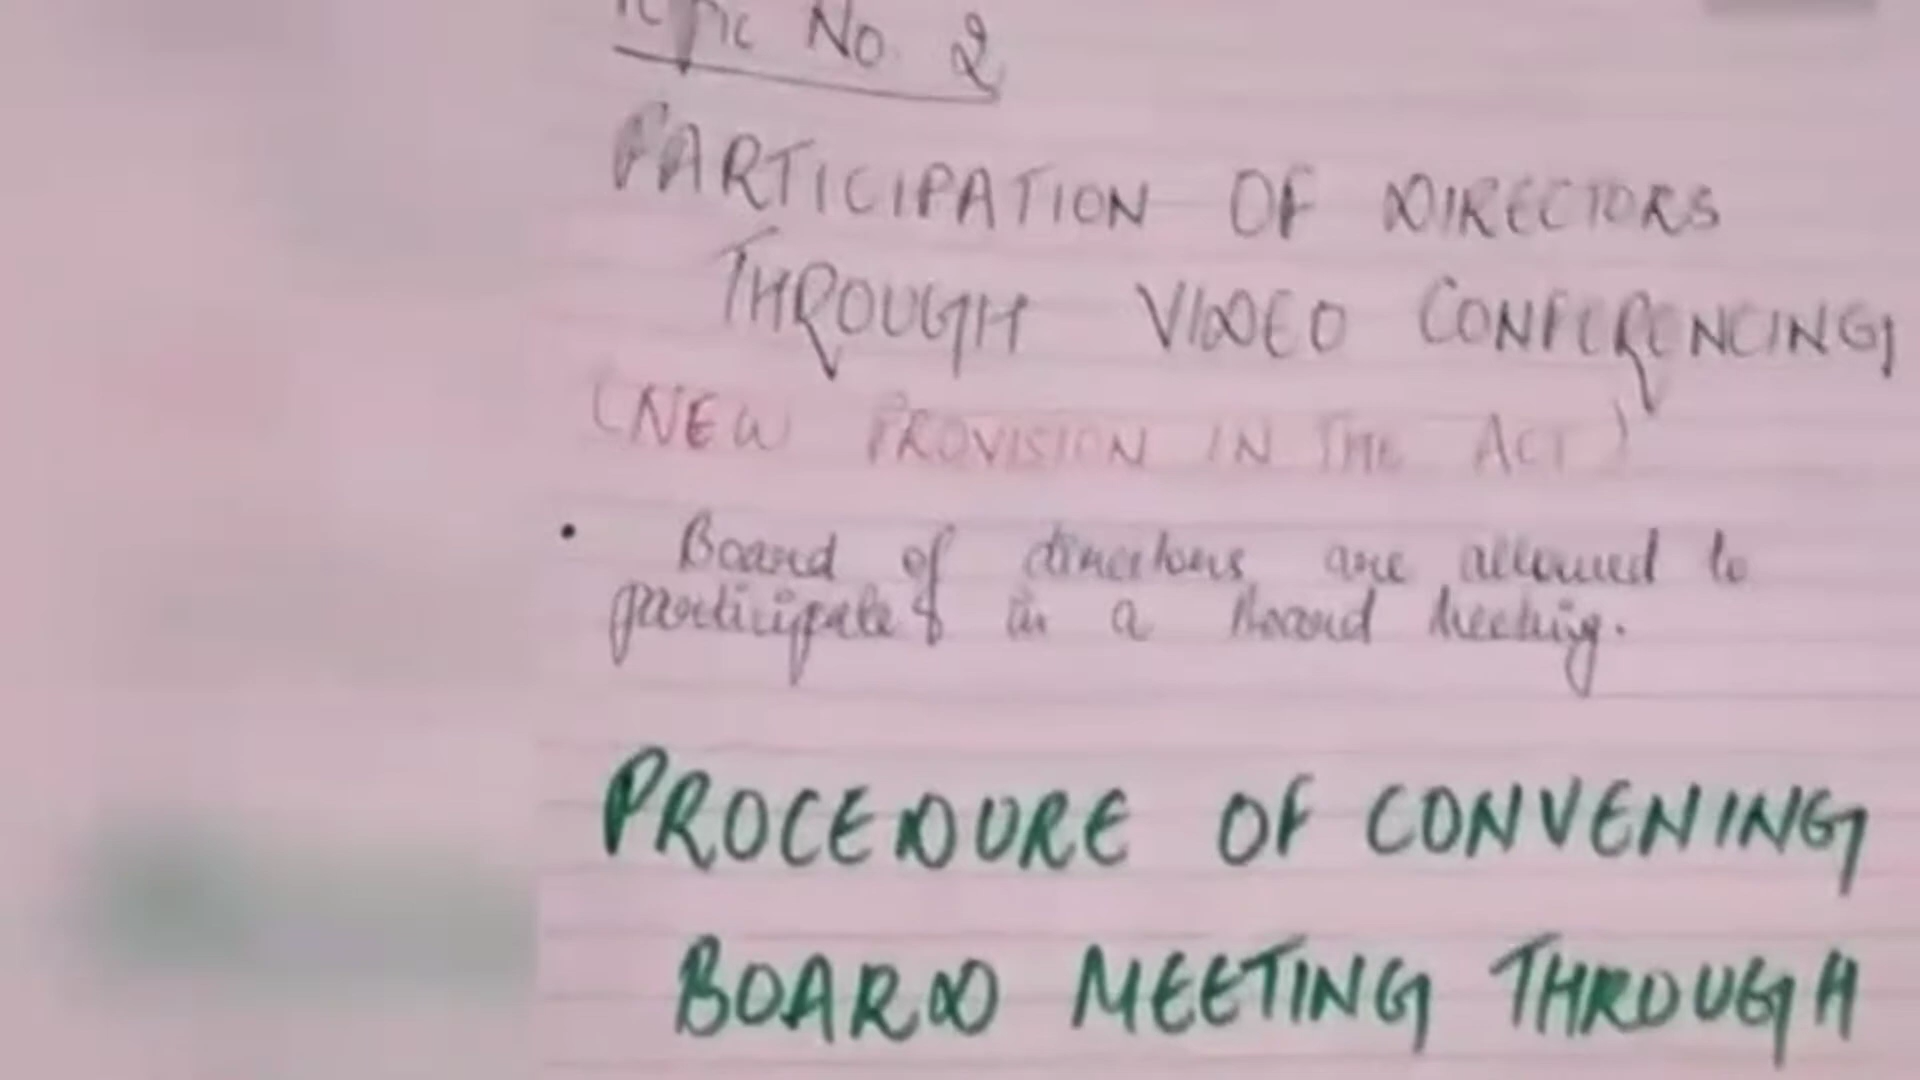 Topic No. 2
PARTICIPATION OF DIRECTORS
THROUGH VIDEO CONFERENCING
(NEW PROVISION IN THE ACT)
• Board of directors are allowed to
participate in a Board Meeting.
PROCEDURE OF CONVENING
BOARD MEETING THROUGH